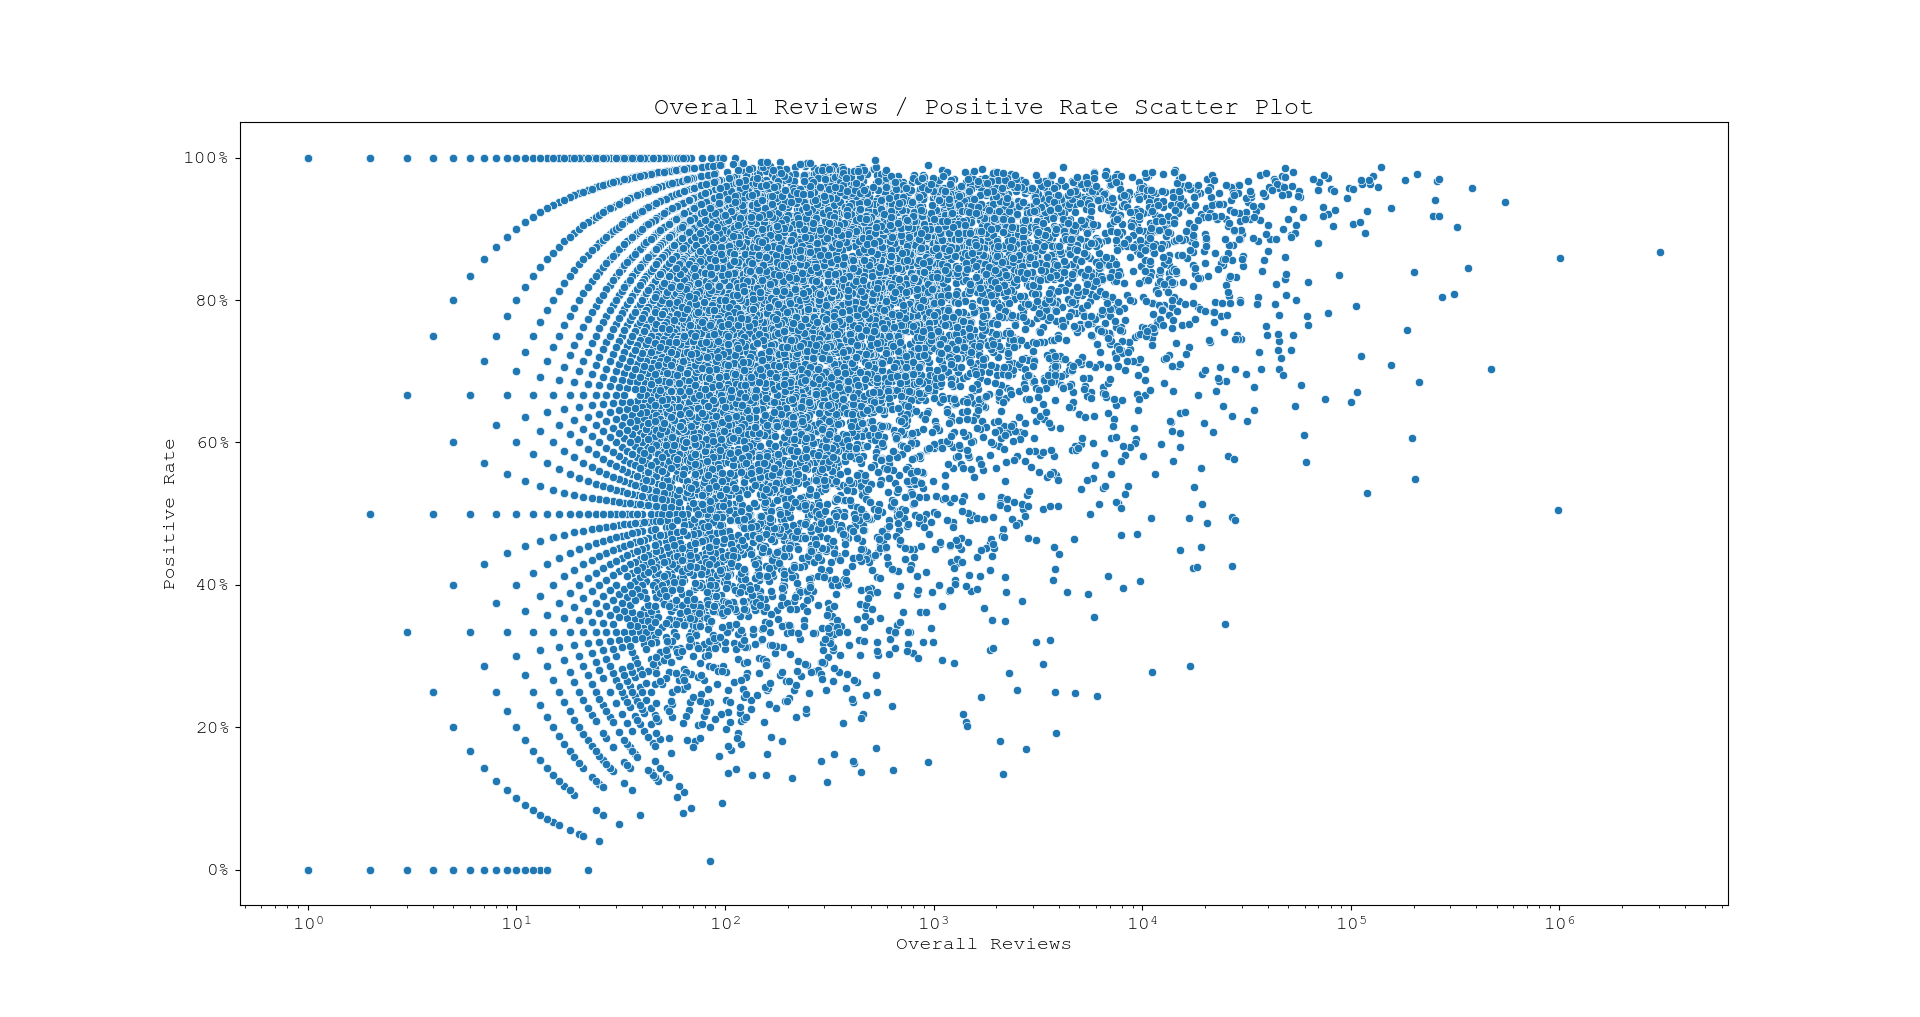 Overall Reviews / Positive Rate Scatter Plot
Positive Rate
100%
80%
60%
40%
20%
0%
10⁰ 10¹ 10² 10³ 10⁴ 10⁵ 10⁶
Overall Reviews